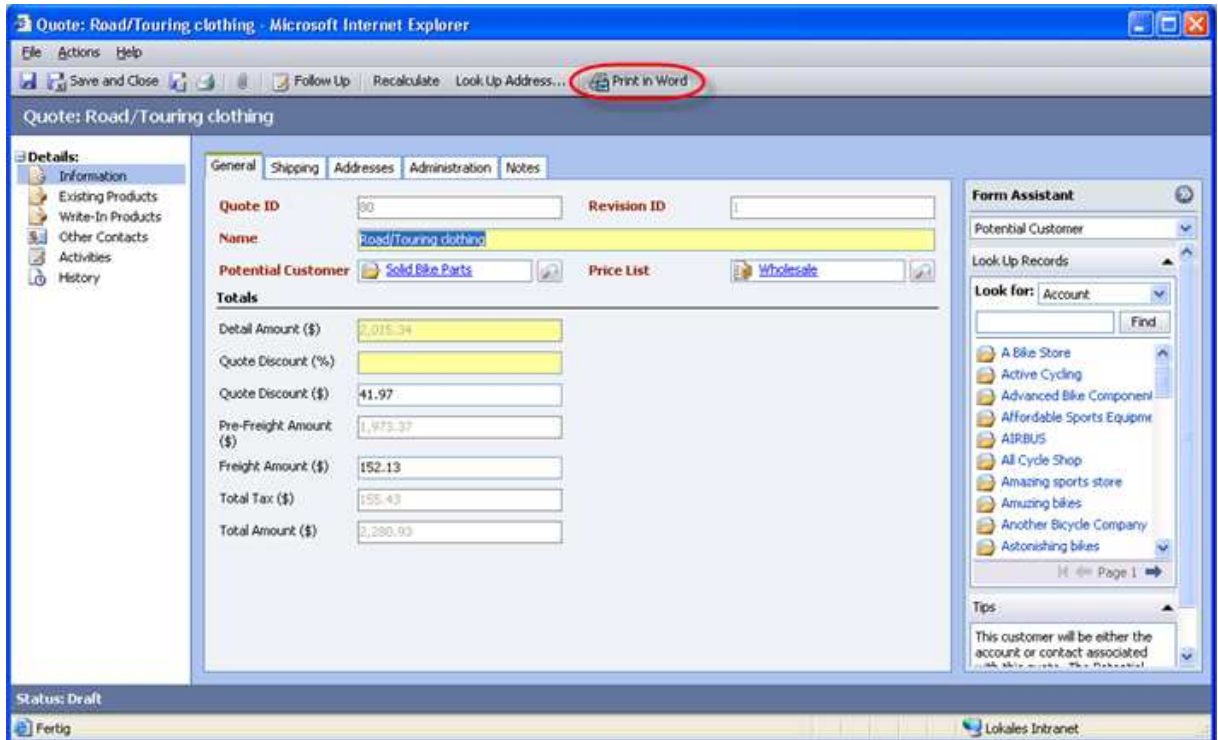 Quote: Road/Touring clothing - Microsoft Internet Explorer
File Actions Help
Save and Close Follow Up Recalculate Look Up Address... Print in Word
Quote: Road/Touring clothing
Details:
Information
Existing Products
Write-In Products
Other Contacts
Activities
History
General Shipping Addresses Administration Notes
Quote ID 80 Revision ID 1
Name Road/Touring clothing
Potential Customer Solid Bike Parts Price List Wholesale
Totals
Detail Amount ($) 2,015.34
Quote Discount (%)
Quote Discount ($) 41.97
Pre-Freight Amount
($) 1,973.37
Freight Amount ($) 152.13
Total Tax ($) 155.43
Total Amount ($) 2,280.93
Form Assistant
Potential Customer
Look Up Records
Look for: Account
Find
A Bike Store
Active Cycling
Advanced Bike Component
Affordable Sports Equipme
AIRBUS
All Cycle Shop
Amazing sports store
Amuzing bikes
Another Bicycle Company
Astonishing bikes
Page 1
Tips
This customer will be either the
account or contact associated
with this quote. The Potential
Status: Draft
Fertig Lokales Intranet